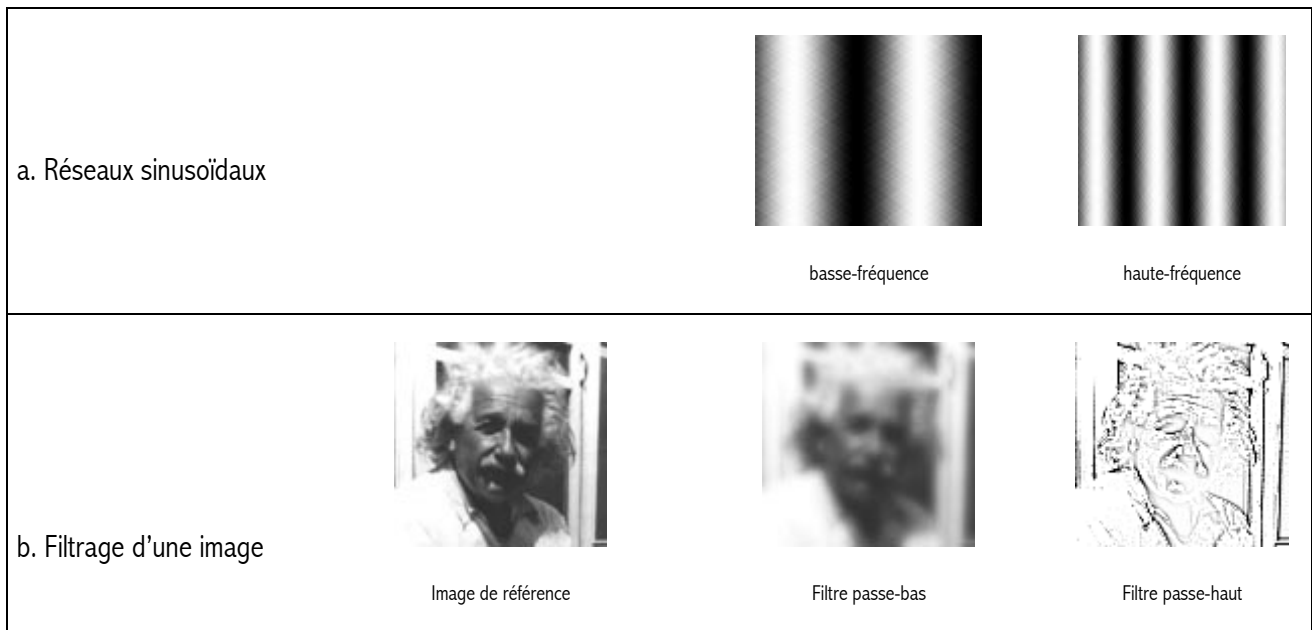 a. Réseaux sinusoïdaux
basse-fréquence
haute-fréquence
b. Filtrage d’une image
Image de référence
Filtre passe-bas
Filtre passe-haut